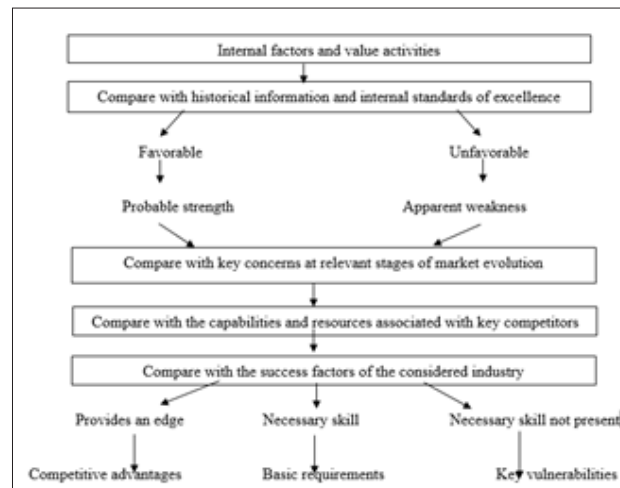 Internal factors and value activities
Compare with historical information and internal standards of excellence
Favorable Unfavorable
Probable strength Apparent weakness
Compare with key concerns at relevant stages of market evolution
Compare with the capabilities and resources associated with key competitors
Compare with the success factors of the considered industry
Provides an edge Necessary skill Necessary skill not present
Competitive advantages Basic requirements Key vulnerabilities